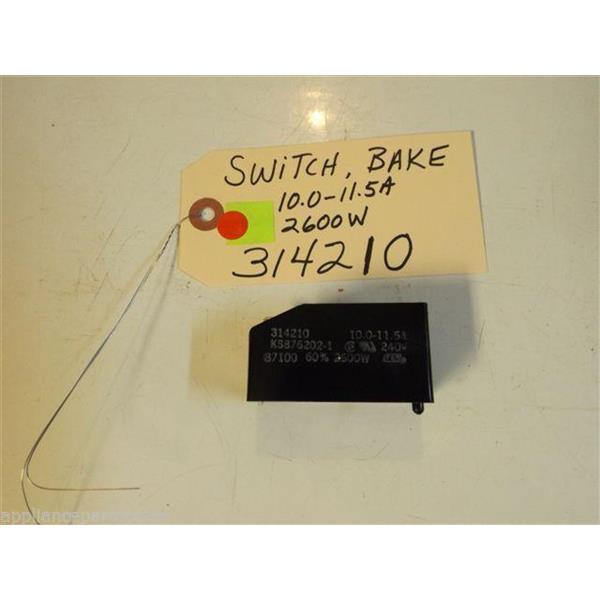 SWITCH, BAKE
10.0-11.5A
2600W
314210
314210 10.0-11.5A
KS876202-1 240V
87100 60% 2600W